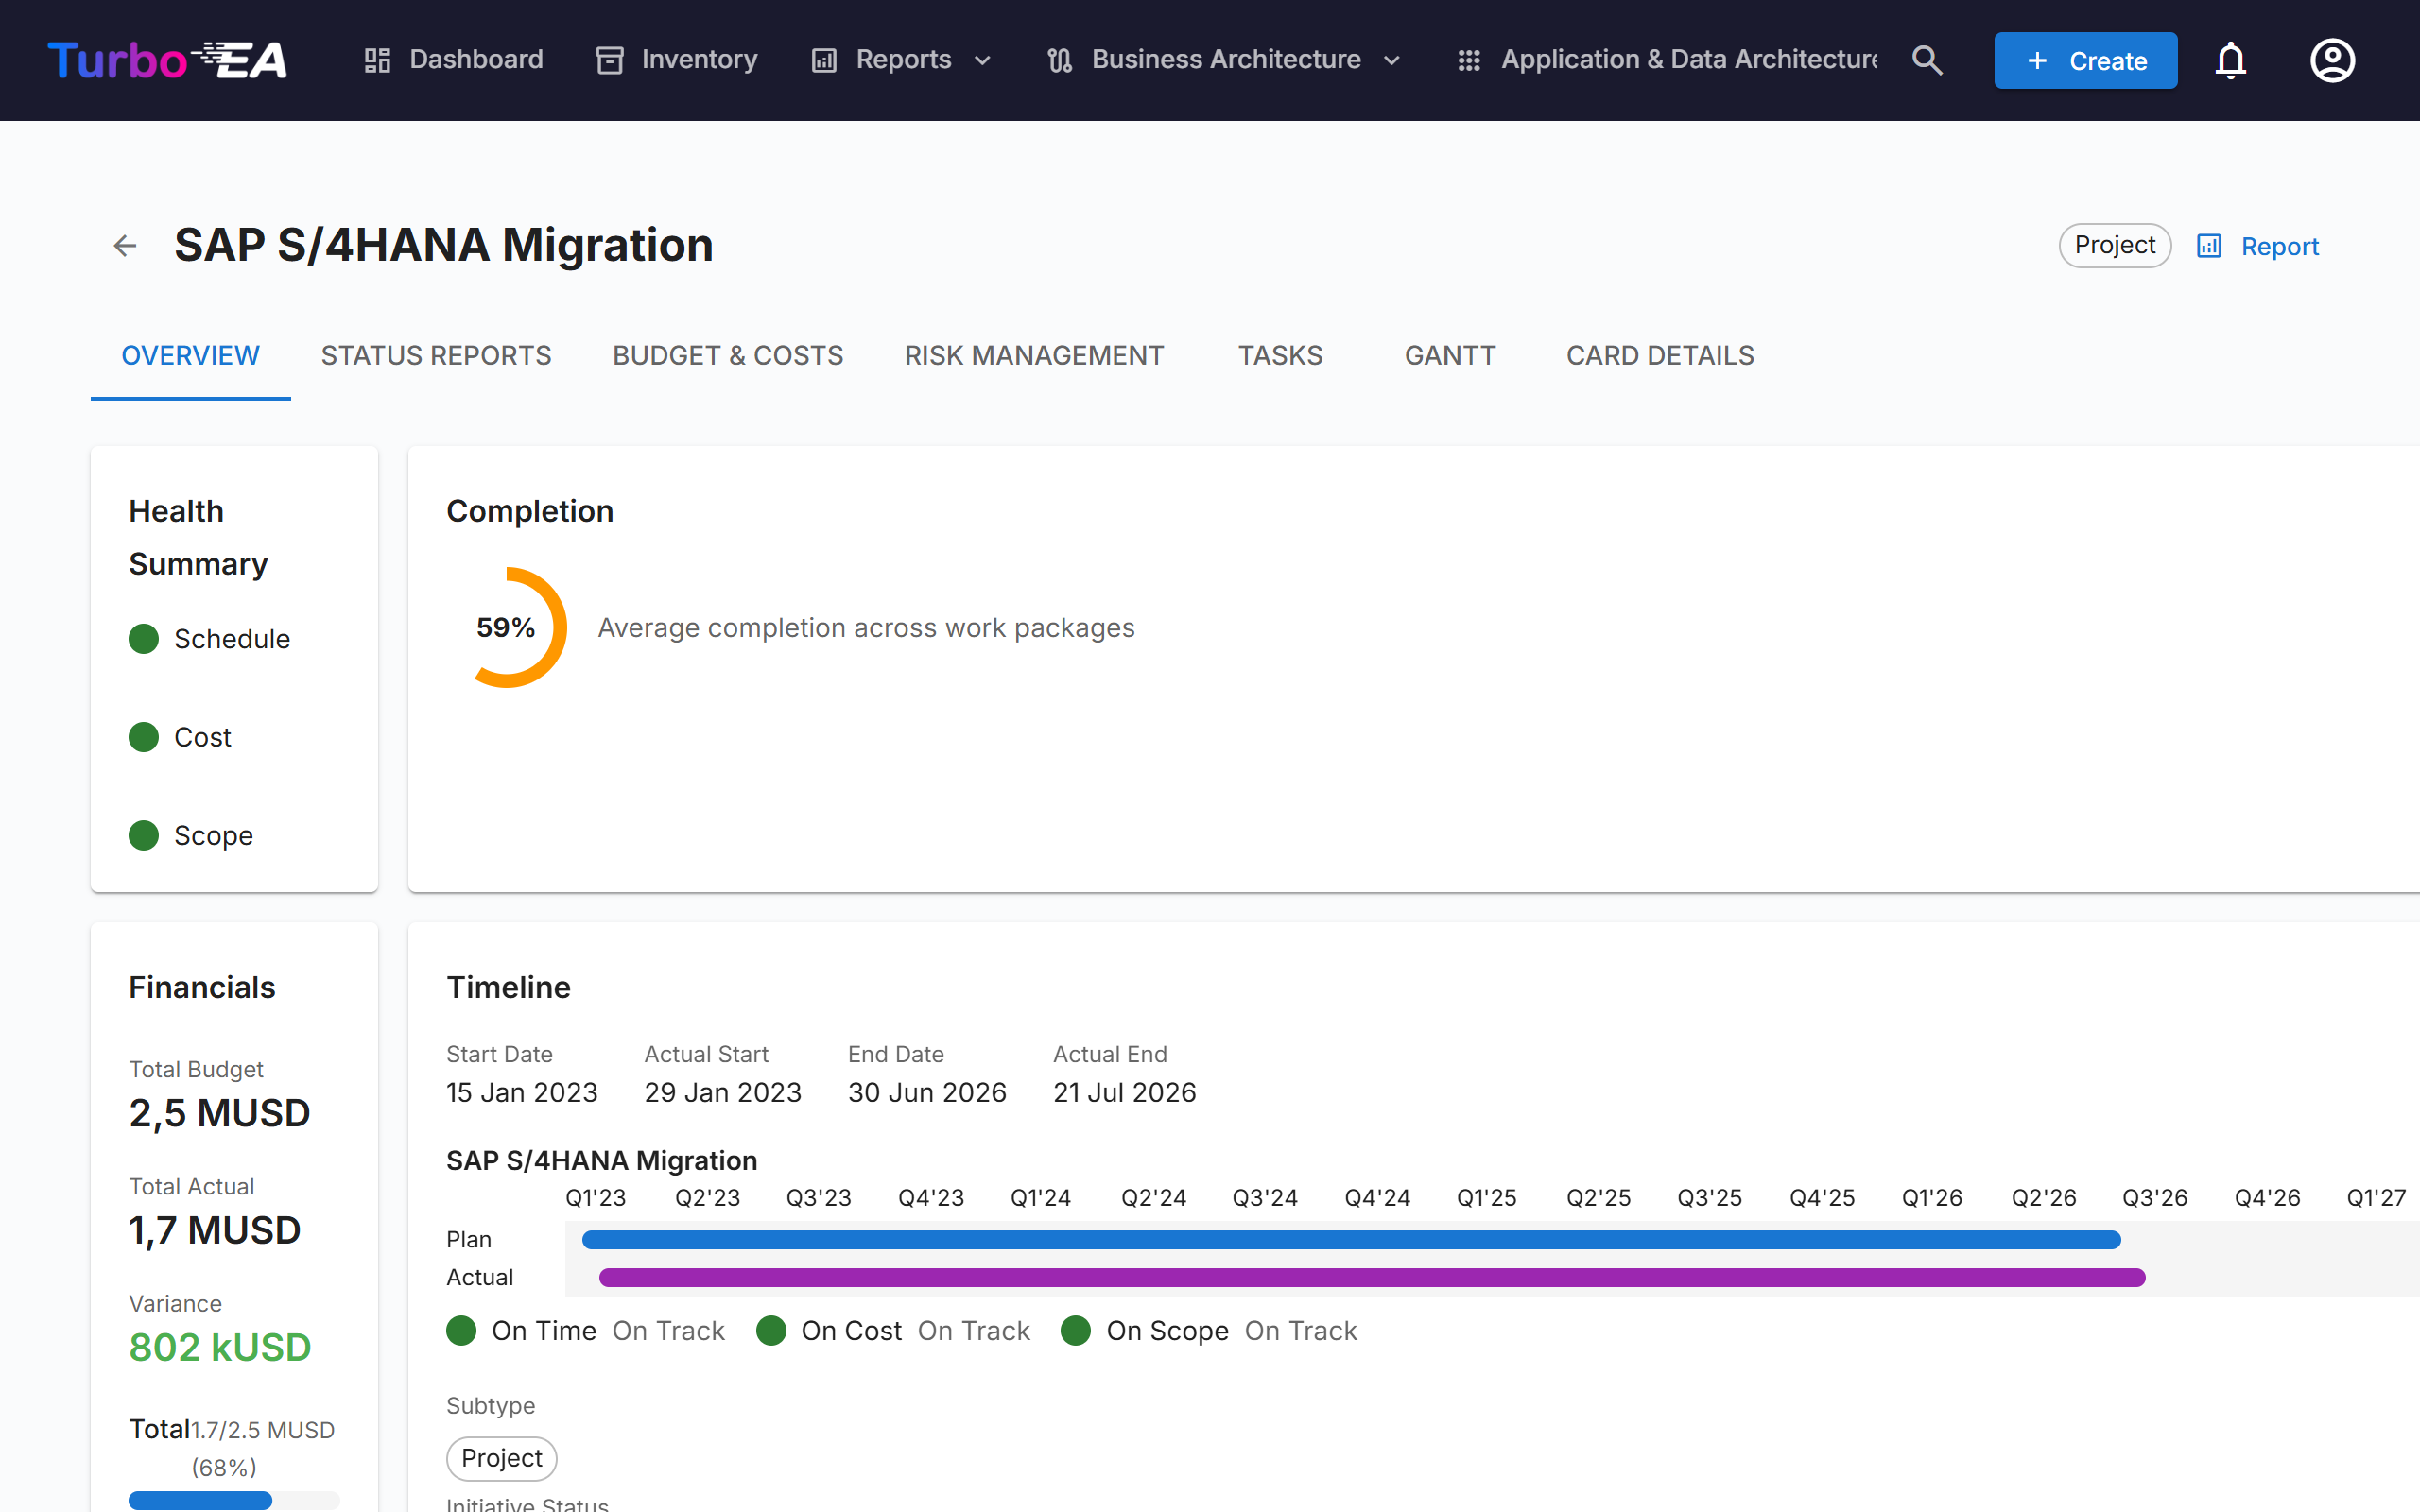 Turbo EA
Dashboard
Inventory
Reports
Business Architecture
Application & Data Architecture
Create
SAP S/4HANA Migration
Project
Report
OVERVIEW
STATUS REPORTS
BUDGET & COSTS
RISK MANAGEMENT
TASKS
GANTT
CARD DETAILS
Health
Summary
Schedule
Cost
Scope
Completion
59%
Average completion across work packages
Financials
Total Budget
2,5 MUSD
Total Actual
1,7 MUSD
Variance
802 kUSD
Total 1.7/2.5 MUSD
(68%)
Timeline
Start Date Actual Start End Date Actual End
15 Jan 2023 29 Jan 2023 30 Jun 2026 21 Jul 2026
SAP S/4HANA Migration
Q1'23 Q2'23 Q3'23 Q4'23 Q1'24 Q2'24 Q3'24 Q4'24 Q1'25 Q2'25 Q3'25 Q4'25 Q1'26 Q2'26 Q3'26 Q4'26 Q1'27
Plan
Actual
On Time On Track On Cost On Track On Scope On Track
Subtype
Project
Initiative Status